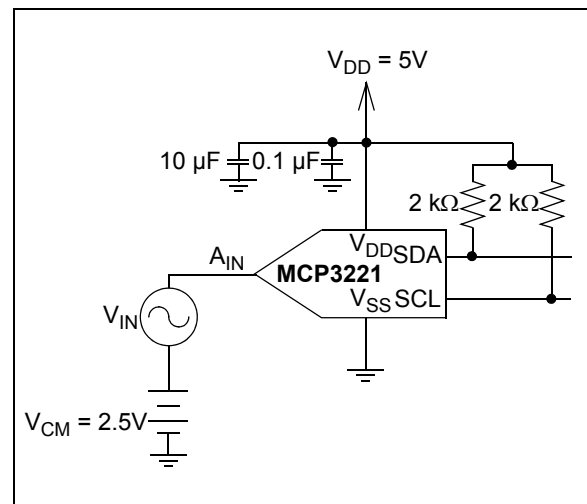 V_DD = 5V
10 µF 0.1 µF
2 kΩ 2 kΩ
A_IN
V_DD SDA
MCP3221
V_IN
V_SS SCL
V_CM = 2.5V